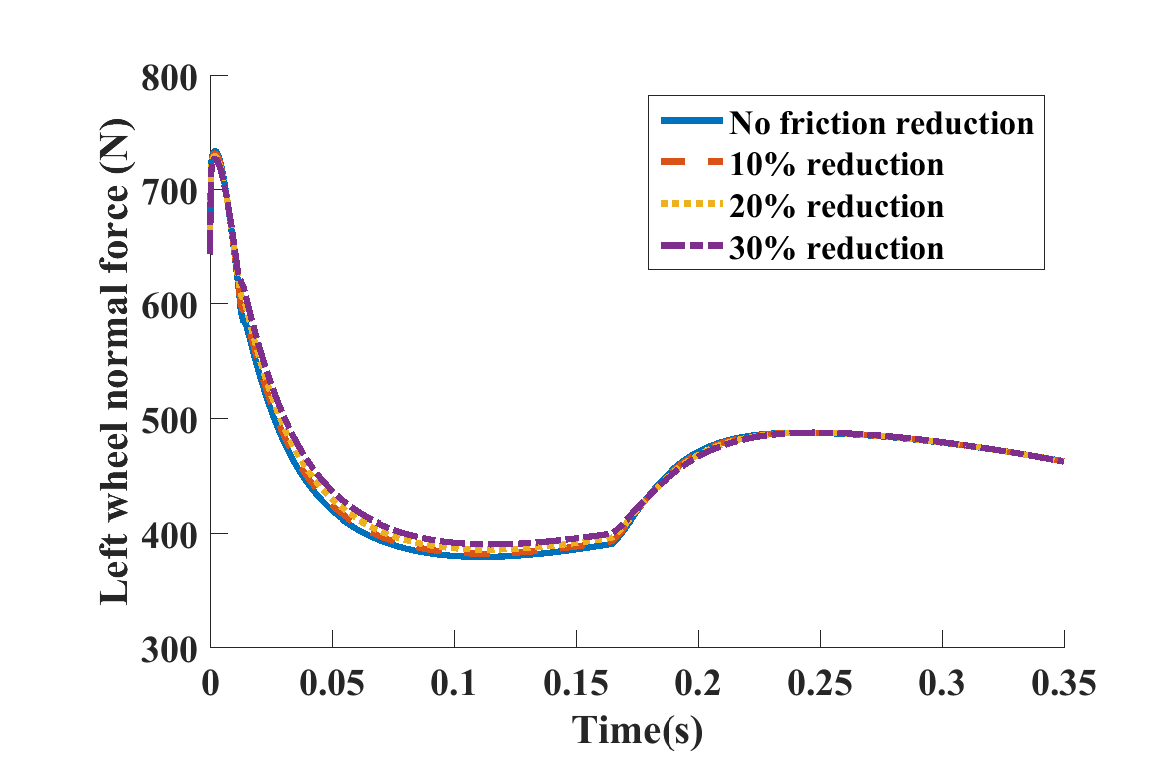 800
700
600
500
400
300
0
0.05
0.1
0.15
0.2
0.25
0.3
0.35
Left wheel normal force (N)
Time(s)
No friction reduction
10% reduction
20% reduction
30% reduction